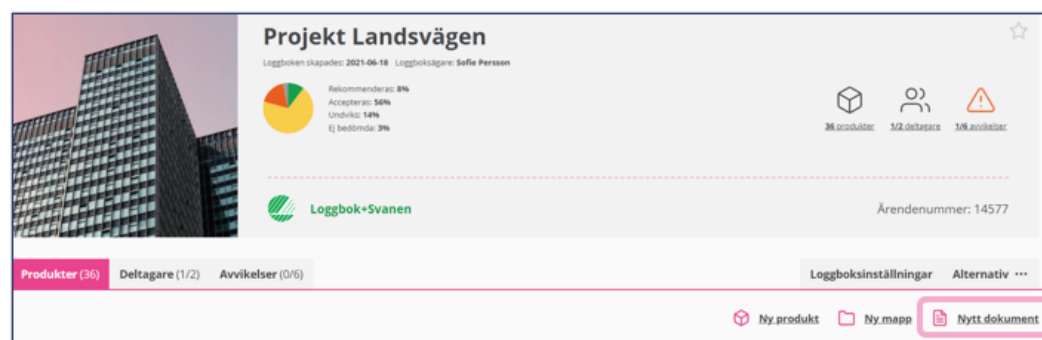 Projekt Landsvägen
Loggboken skapades: 2021-06-18 Loggboksägare: Sofie Persson
Rekommenderas: 8%
Accepteras: 56%
Undviks: 14%
Ej bedömda: 3%
36 produkter 1/2 deltagare 1/6 avvikelser
Loggbok+Svanen Ärendenummer: 14577
Produkter (36) Deltagare (1/2) Avvikelser (0/6) Loggboksinställningar Alternativ ···
Ny produkt Ny mapp Nytt dokument